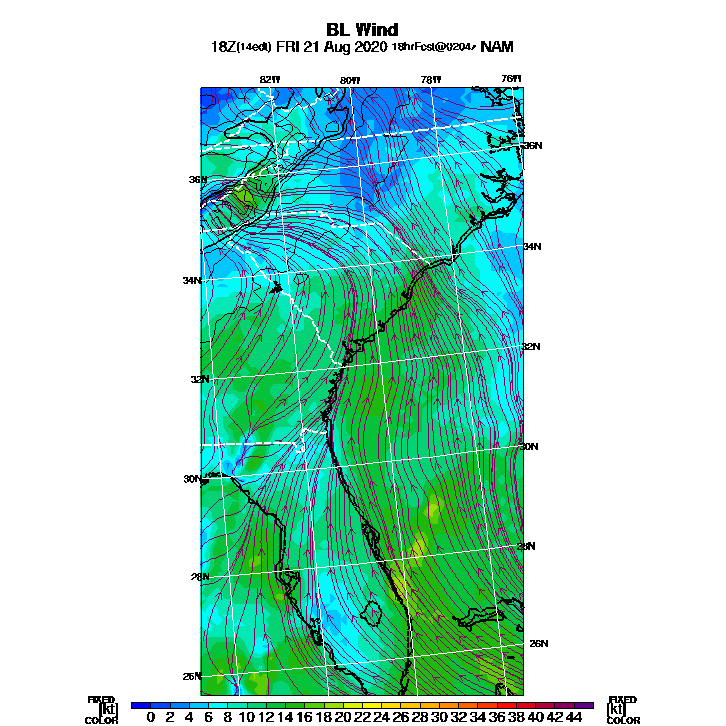 BL Wind
18Z(14edt) FRI 21 Aug 2020 18hrFcst@0204z NAM
82W 80W 78W 76W
36N
36N
34N
34N
32N
32N
30N
30N
28N
28N
26N
26N
FIXED FIXED
[kt] 0 2 4 6 8 10 12 14 16 18 20 22 24 26 28 30 32 34 36 38 40 42 44 [kt]
COLOR COLOR